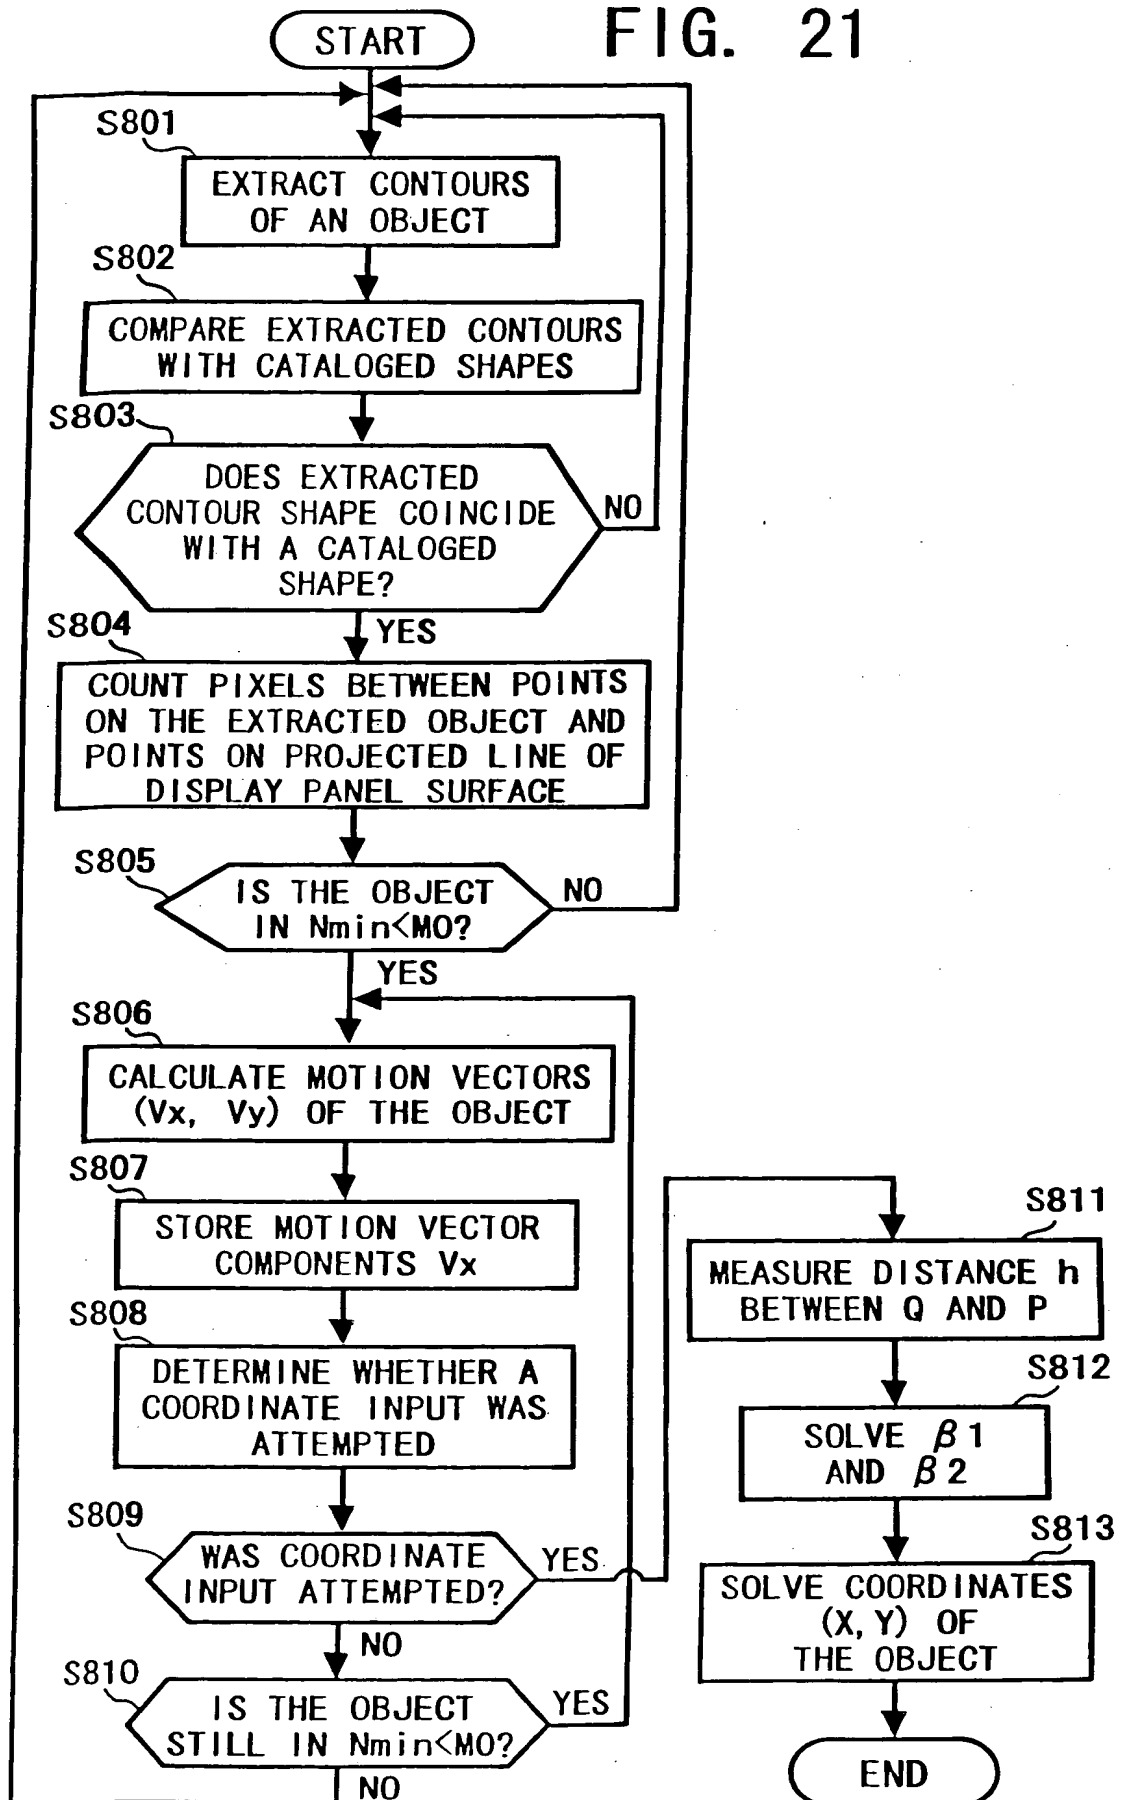 FIG. 21
START
S801
EXTRACT CONTOURS
OF AN OBJECT
S802
COMPARE EXTRACTED CONTOURS
WITH CATALOGED SHAPES
S803
DOES EXTRACTED
CONTOUR SHAPE COINCIDE
WITH A CATALOGED
SHAPE?
NO
YES
S804
COUNT PIXELS BETWEEN POINTS
ON THE EXTRACTED OBJECT AND
POINTS ON PROJECTED LINE OF
DISPLAY PANEL SURFACE
S805
IS THE OBJECT
IN Nmin<M0?
NO
YES
S806
CALCULATE MOTION VECTORS
(Vx, Vy) OF THE OBJECT
S807
STORE MOTION VECTOR
COMPONENTS Vx
S808
DETERMINE WHETHER A
COORDINATE INPUT WAS
ATTEMPTED
S809
WAS COORDINATE
INPUT ATTEMPTED?
YES
NO
S810
IS THE OBJECT
STILL IN Nmin<M0?
YES
NO
S811
MEASURE DISTANCE h
BETWEEN Q AND P
S812
SOLVE β1
AND β2
S813
SOLVE COORDINATES
(X, Y) OF
THE OBJECT
END